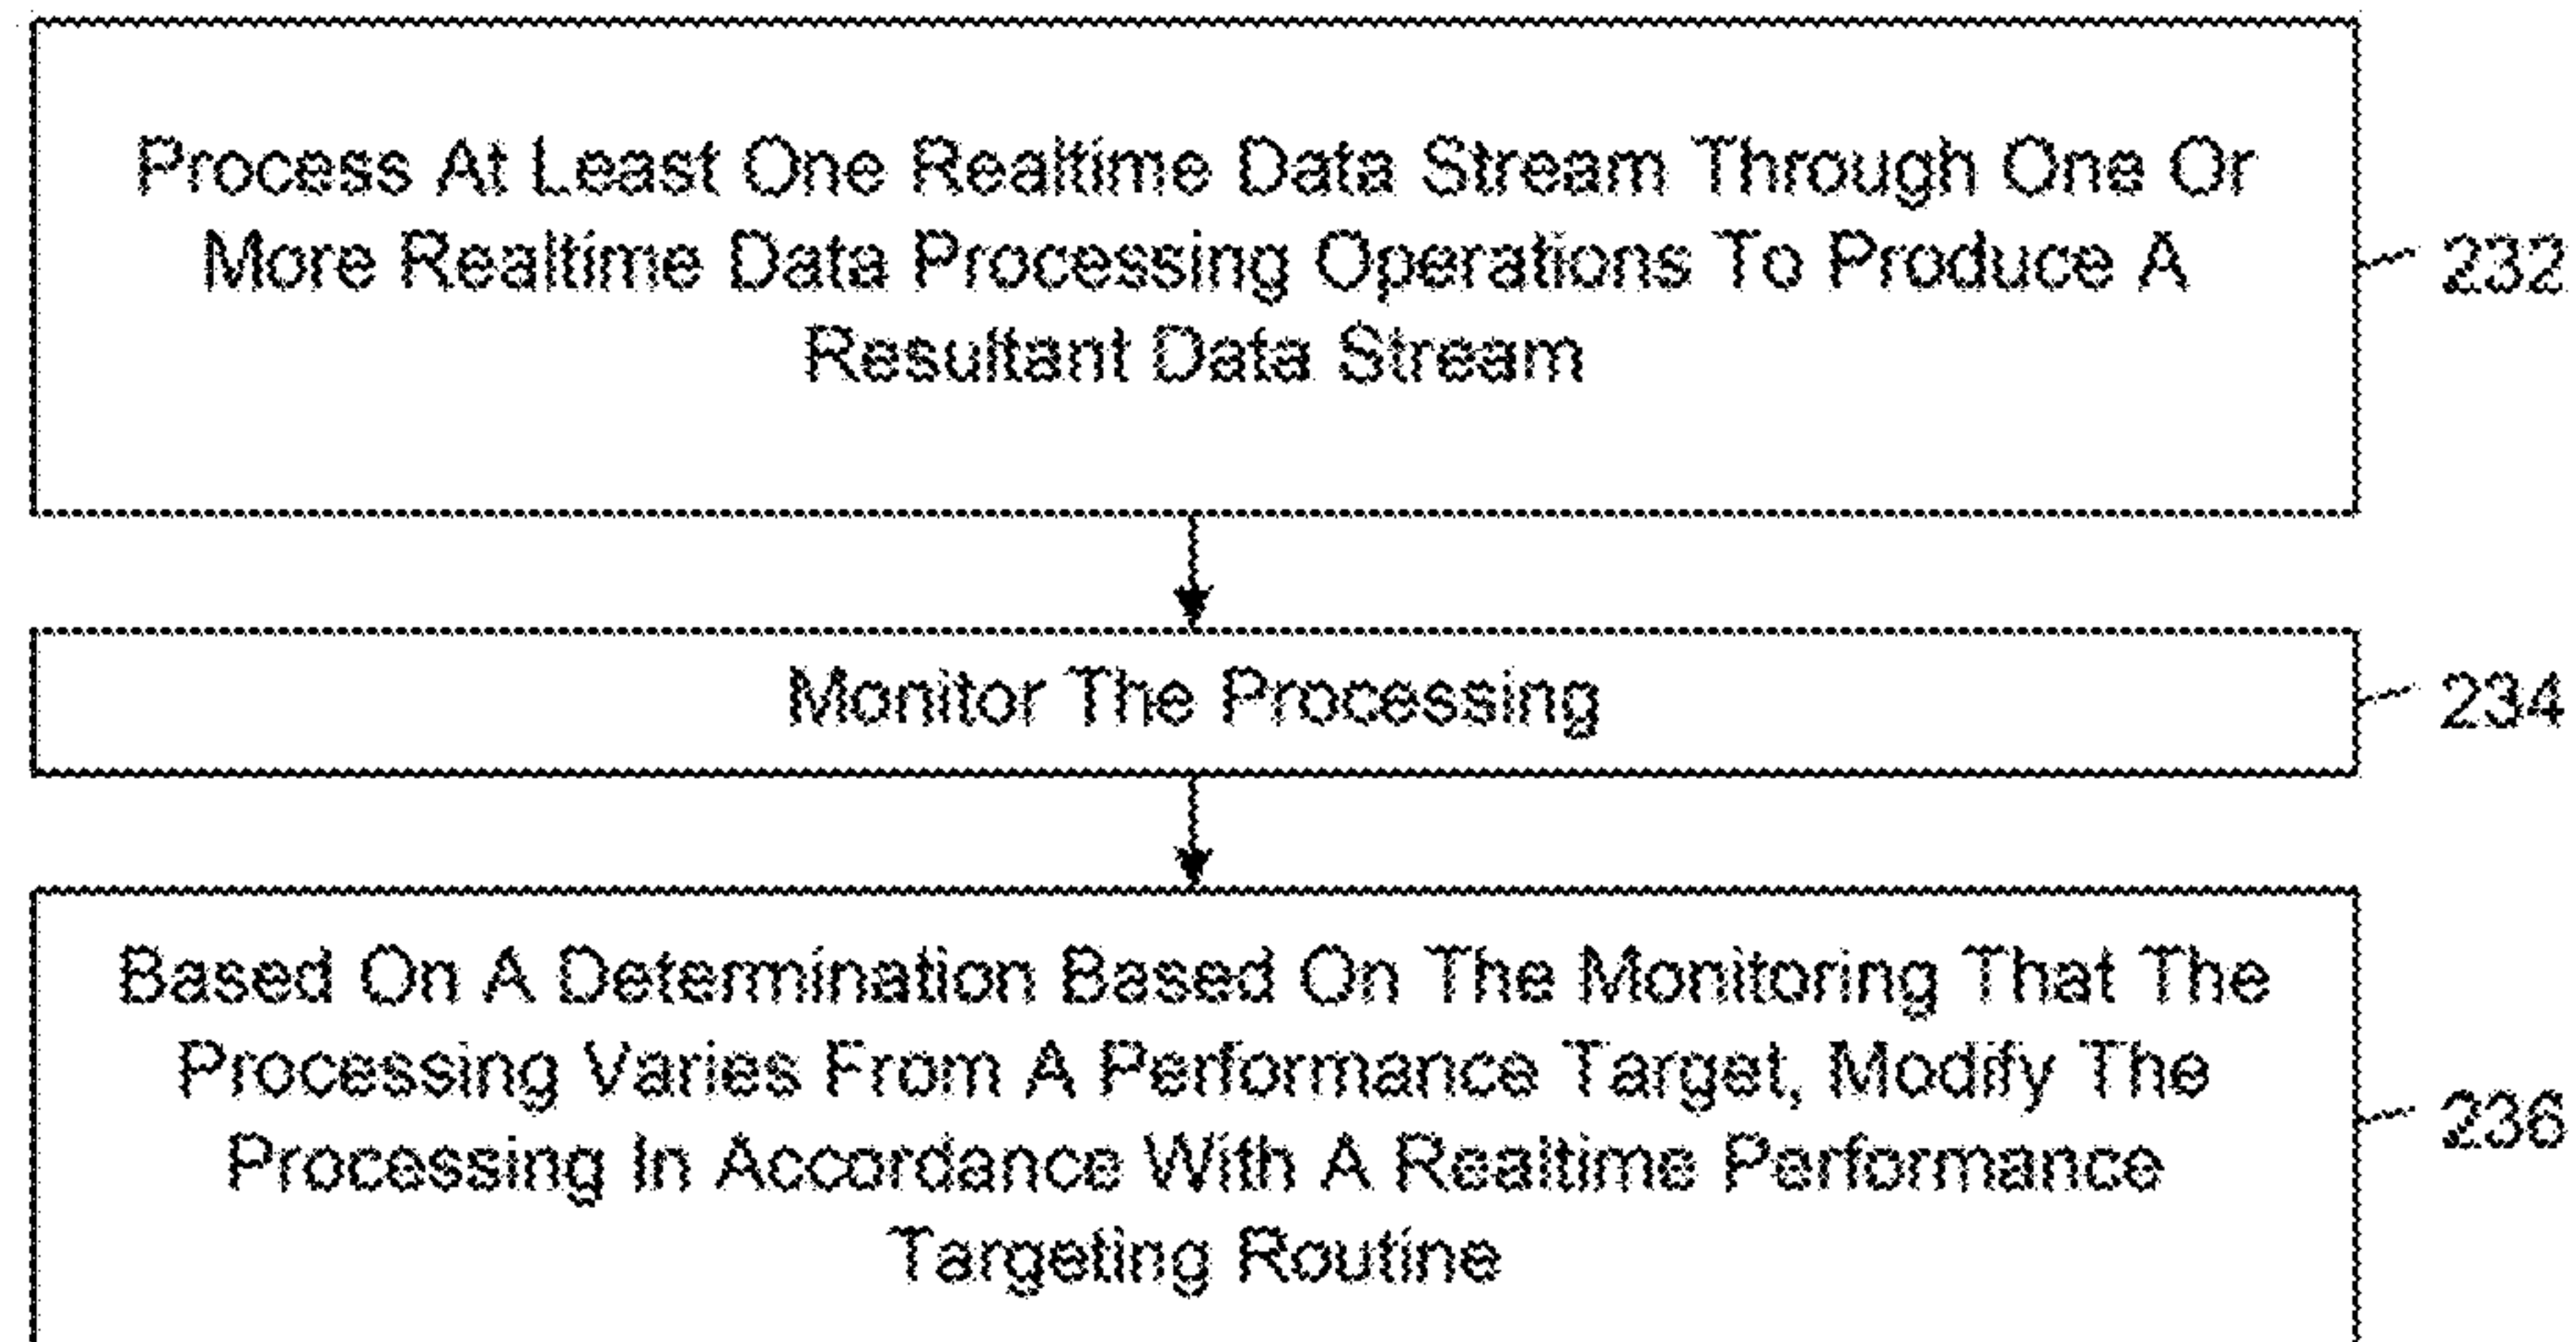 Process At Least One Realtime Data Stream Through One Or
More Realtime Data Processing Operations To Produce A
Resultant Data Stream
232
Monitor The Processing
234
Based On A Determination Based On The Monitoring That The
Processing Varies From A Performance Target, Modify The
Processing In Accordance With A Realtime Performance
Targeting Routine
236